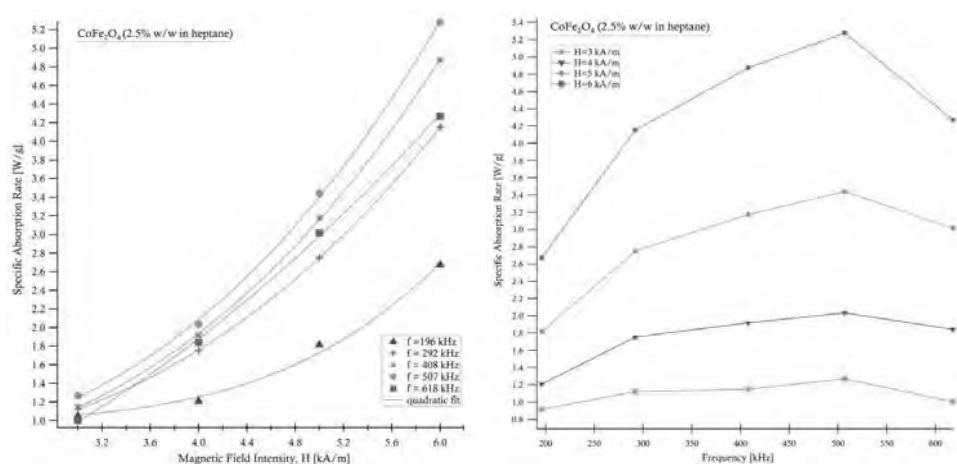 CoFe₂O₄ (2.5% w/w in heptane)
Specific Absorption Rate [W/g]
5.2
4.8
4.4
4.0
3.6
3.2
2.8
2.4
2.0
1.8
1.6
1.4
1.2
1.0
f =196 kHz
f = 292 kHz
f = 408 kHz
f = 507 kHz
f = 618 kHz
quadratic fit
3.2 3.6 4.0 4.4 4.8 5.2 5.6 6.0
Magnetic Field Intensity, H [kA/m]
CoFe₂O₄ (2.5% w/w in heptane)
H=3 kA/m
H=4 kA/m
H=5 kA/m
H=6 kA/m
Specific Absorption Rate [W/g]
5.4
5.2
5.0
4.8
4.6
4.4
4.2
4.0
3.8
3.6
3.4
3.2
3.0
2.8
2.6
2.4
2.2
2.0
1.8
1.6
1.4
1.2
1.0
0.8
200 250 300 350 400 450 500 550 600
Frequency [kHz]